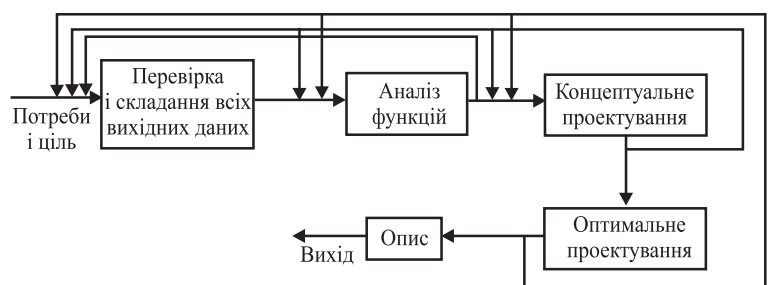 Потреби
і ціль
Перевірка
і складання всіх
вихідних даних
Аналіз
функцій
Концептуальне
проектування
Оптимальне
проектування
Опис
Вихід